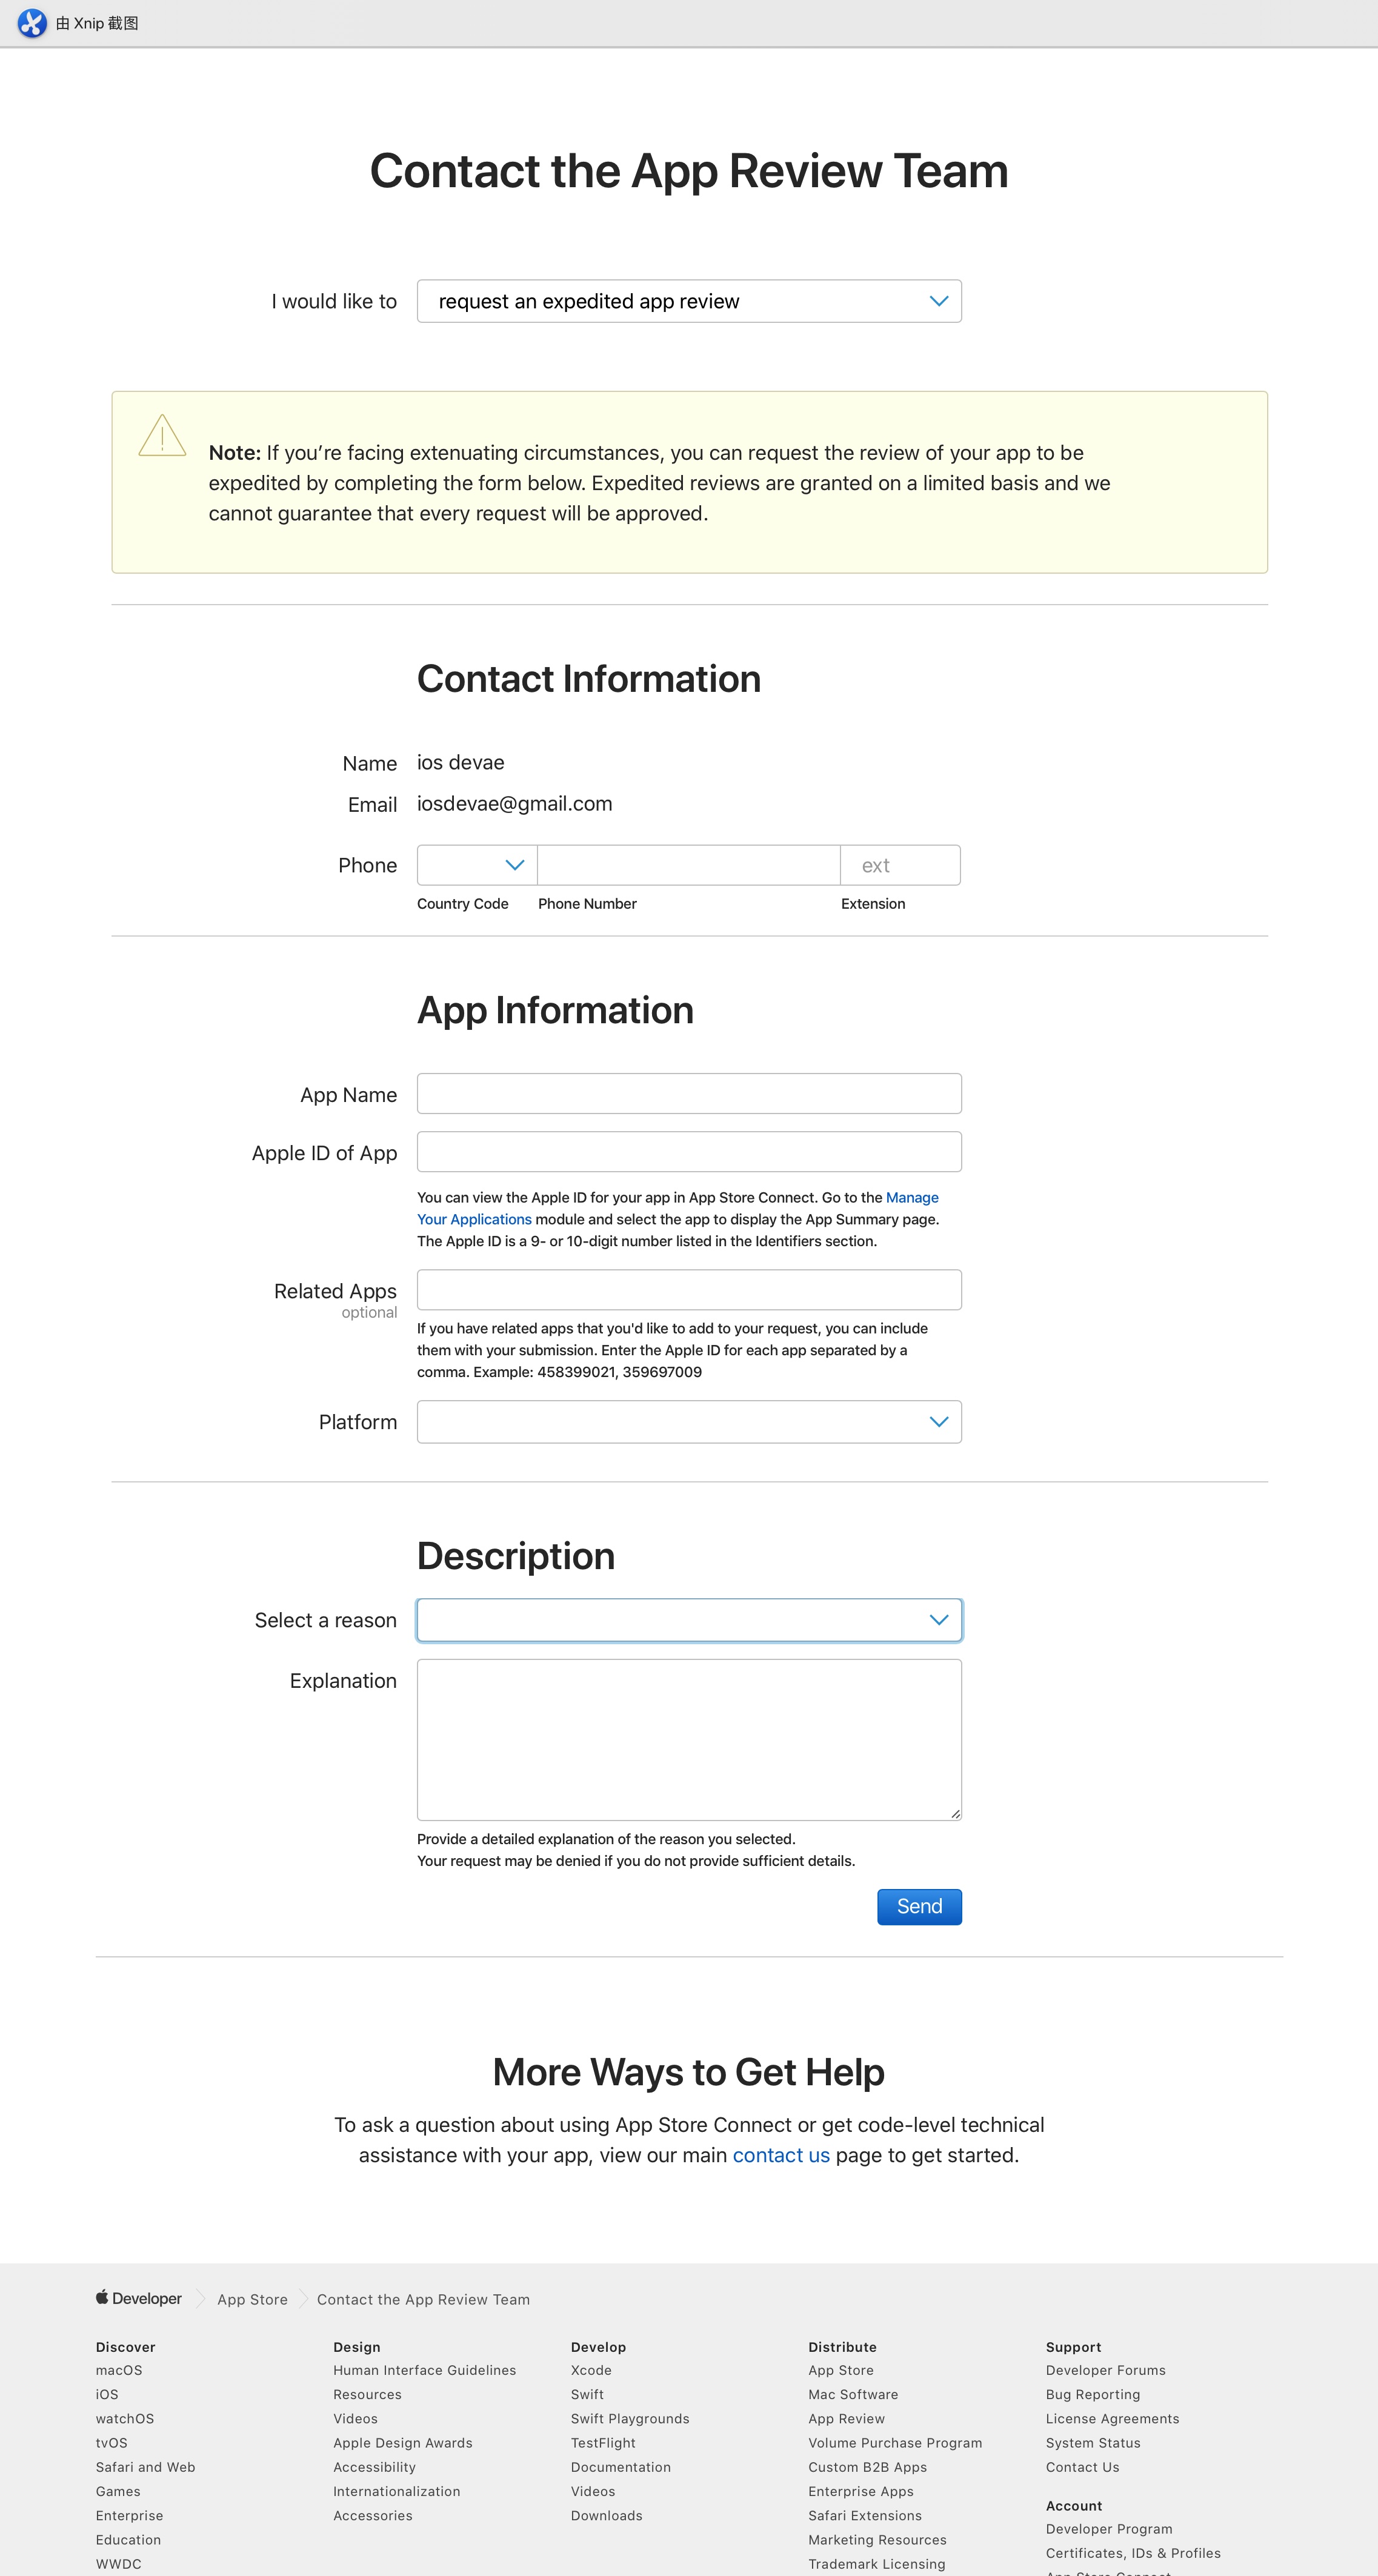 由 Xnip 截图
Contact the App Review Team
I would like to
request an expedited app review
Note: If you’re facing extenuating circumstances, you can request the review of your app to be
expedited by completing the form below. Expedited reviews are granted on a limited basis and we
cannot guarantee that every request will be approved.
Contact Information
Name ios devae
Email iosdevae@gmail.com
Phone ext
Country Code Phone Number Extension
App Information
App Name
Apple ID of App
You can view the Apple ID for your app in App Store Connect. Go to the Manage
Your Applications module and select the app to display the App Summary page.
The Apple ID is a 9- or 10-digit number listed in the Identifiers section.
Related Apps
optional
If you have related apps that you'd like to add to your request, you can include
them with your submission. Enter the Apple ID for each app separated by a
comma. Example: 458399021, 359697009
Platform
Description
Select a reason
Explanation
Provide a detailed explanation of the reason you selected.
Your request may be denied if you do not provide sufficient details.
Send
More Ways to Get Help
To ask a question about using App Store Connect or get code-level technical
assistance with your app, view our main contact us page to get started.
Developer App Store Contact the App Review Team
Discover
macOS
iOS
watchOS
tvOS
Safari and Web
Games
Enterprise
Education
WWDC
Design
Human Interface Guidelines
Resources
Videos
Apple Design Awards
Accessibility
Internationalization
Accessories
Develop
Xcode
Swift
Swift Playgrounds
TestFlight
Documentation
Videos
Downloads
Distribute
App Store
Mac Software
App Review
Volume Purchase Program
Custom B2B Apps
Enterprise Apps
Safari Extensions
Marketing Resources
Trademark Licensing
Support
Developer Forums
Bug Reporting
License Agreements
System Status
Contact Us
Account
Developer Program
Certificates, IDs & Profiles